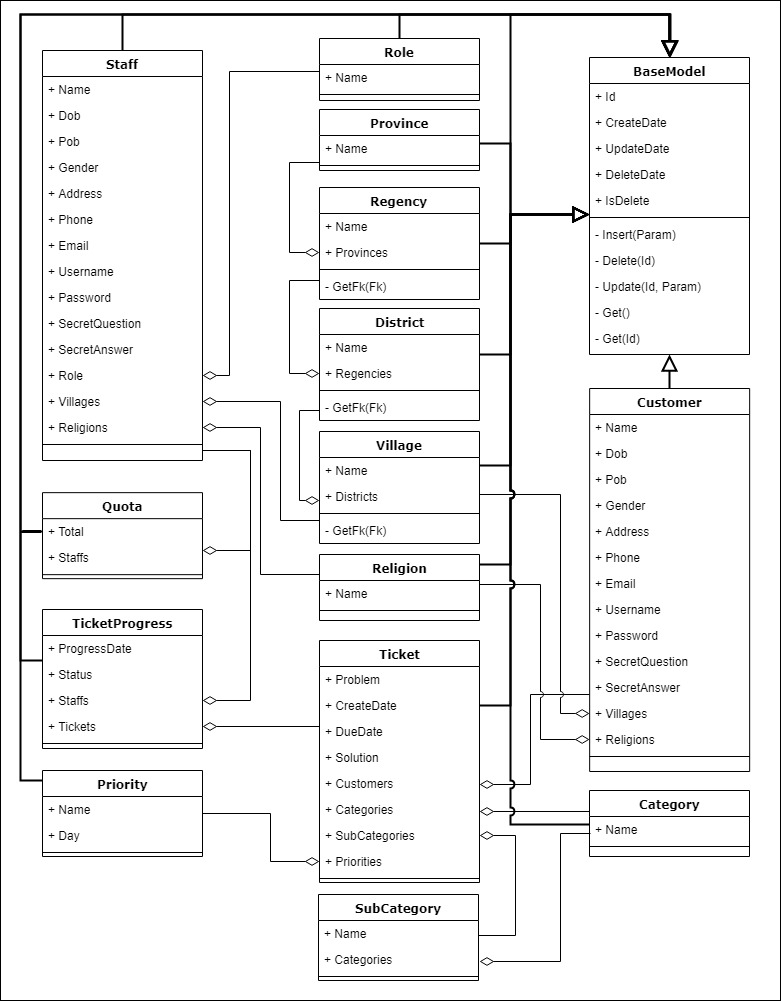 Staff
+ Name
+ Dob
+ Pob
+ Gender
+ Address
+ Phone
+ Email
+ Username
+ Password
+ SecretQuestion
+ SecretAnswer
+ Role
+ Villages
+ Religions
Quota
+ Total
+ Staffs
TicketProgress
+ ProgressDate
+ Status
+ Staffs
+ Tickets
Priority
+ Name
+ Day
Role
+ Name
Province
+ Name
Regency
+ Name
+ Provinces
- GetFk(Fk)
District
+ Name
+ Regencies
- GetFk(Fk)
Village
+ Name
+ Districts
- GetFk(Fk)
Religion
+ Name
Ticket
+ Problem
+ CreateDate
+ DueDate
+ Solution
+ Customers
+ Categories
+ SubCategories
+ Priorities
SubCategory
+ Name
+ Categories
BaseModel
+ Id
+ CreateDate
+ UpdateDate
+ DeleteDate
+ IsDelete
- Insert(Param)
- Delete(Id)
- Update(Id, Param)
- Get()
- Get(Id)
Customer
+ Name
+ Dob
+ Pob
+ Gender
+ Address
+ Phone
+ Email
+ Username
+ Password
+ SecretQuestion
+ SecretAnswer
+ Villages
+ Religions
Category
+ Name